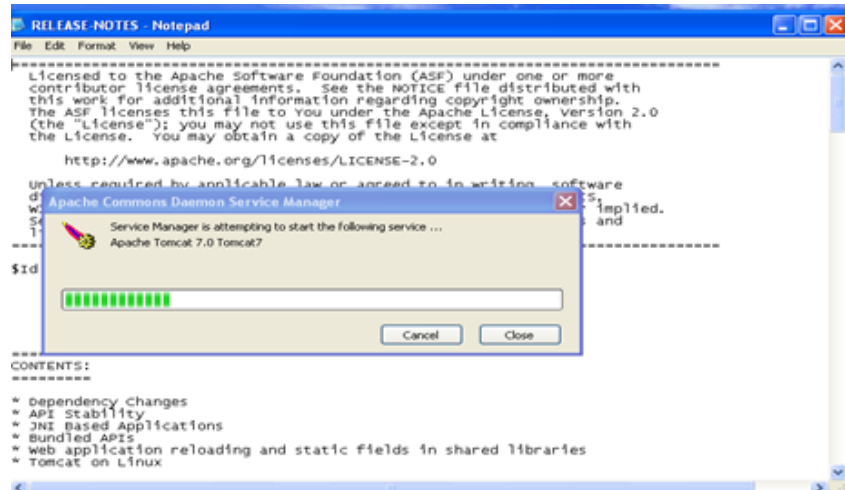 RELEASE-NOTES - Notepad
File Edit Format View Help
================================================================================
Licensed to the Apache Software Foundation (ASF) under one or more
contributor license agreements. See the NOTICE file distributed with
this work for additional information regarding copyright ownership.
The ASF licenses this file to You under the Apache License, Version 2.0
(the "License"); you may not use this file except in compliance with
the License. You may obtain a copy of the License at
http://www.apache.org/licenses/LICENSE-2.0
Unless required by applicable law or agreed to in writing, software
implied.
and
$Id
Apache Commons Daemon Service Manager
Service Manager is attempting to start the following service ...
Apache Tomcat 7.0 Tomcat7
Cancel Close
CONTENTS:
=========
* Dependency Changes
* API Stability
* JNI Based Applications
* Bundled APIs
* Web application reloading and static fields in shared libraries
* Tomcat on Linux